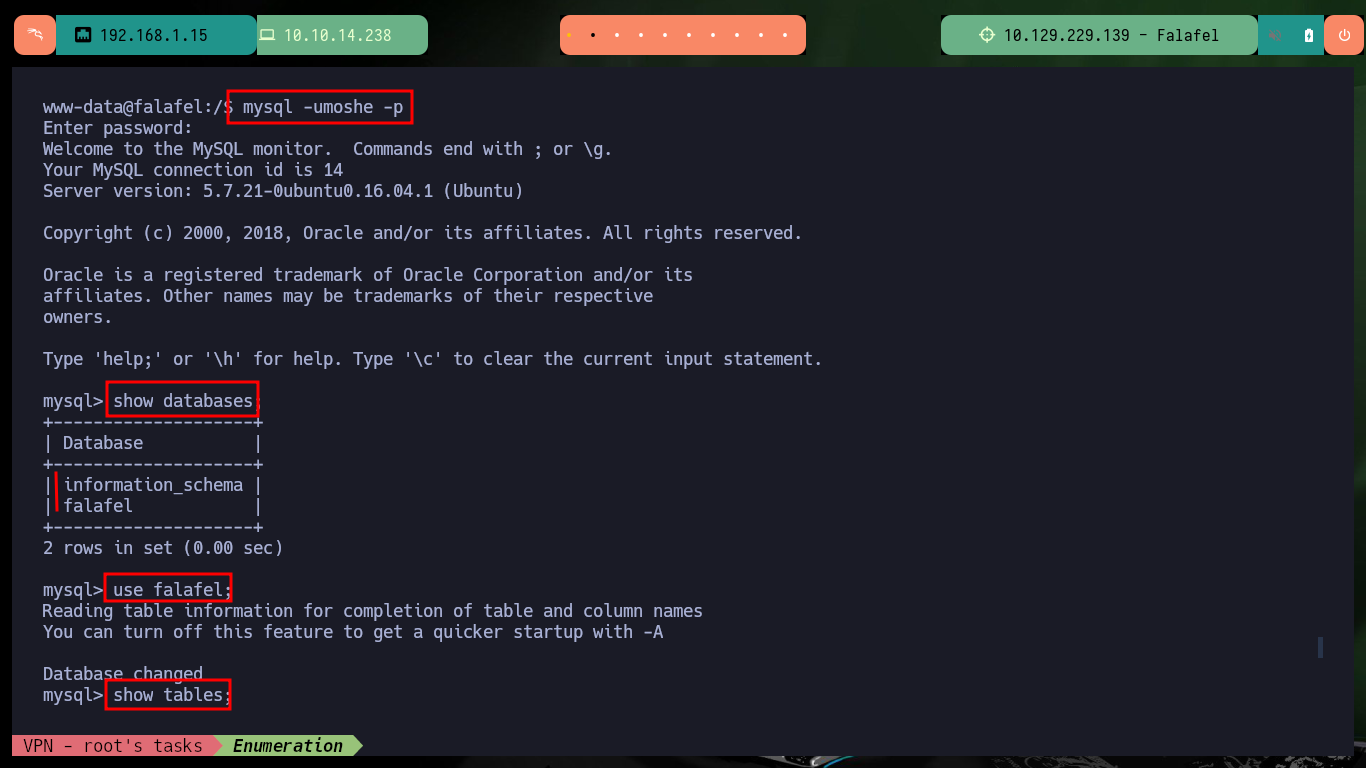 192.168.1.15 10.10.14.238 10.129.229.139 - Falafel
www-data@falafel:/$ mysql -umoshe -p
Enter password:
Welcome to the MySQL monitor.  Commands end with ; or \g.
Your MySQL connection id is 14
Server version: 5.7.21-0ubuntu0.16.04.1 (Ubuntu)
Copyright (c) 2000, 2018, Oracle and/or its affiliates. All rights reserved.
Oracle is a registered trademark of Oracle Corporation and/or its
affiliates. Other names may be trademarks of their respective
owners.
Type 'help;' or '\h' for help. Type '\c' to clear the current input statement.
mysql> show databases;
+--------------------+
| Database           |
+--------------------+
| information_schema |
| falafel            |
+--------------------+
2 rows in set (0.00 sec)
mysql> use falafel;
Reading table information for completion of table and column names
You can turn off this feature to get a quicker startup with -A
Database changed
mysql> show tables;
VPN - root's tasks Enumeration